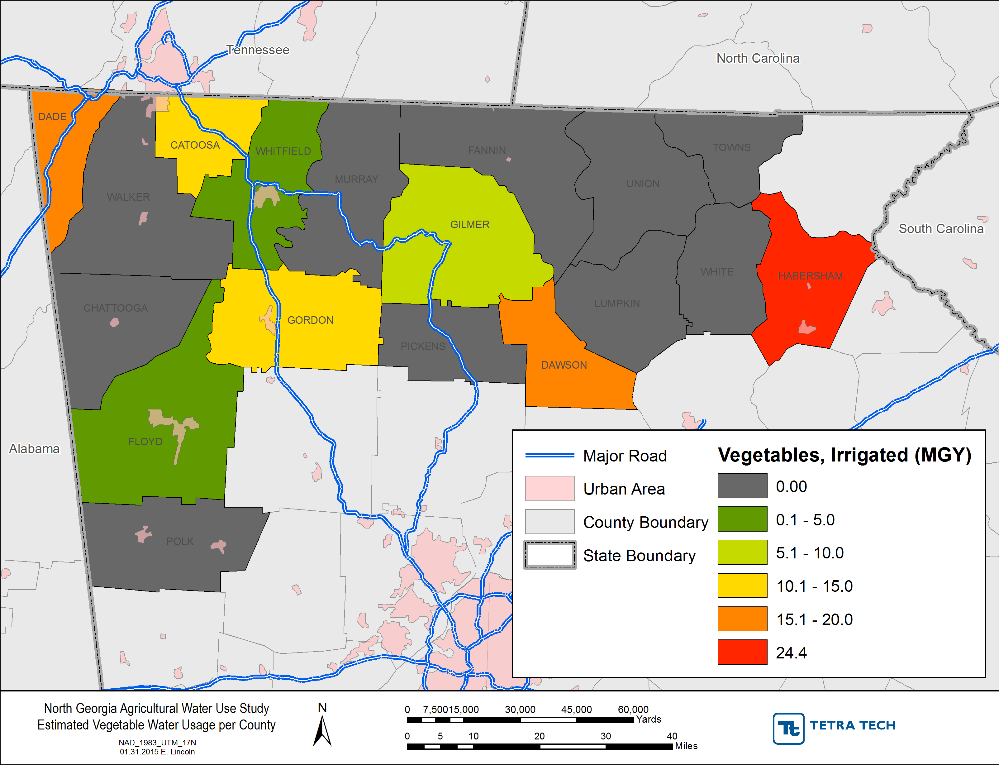 Tennessee
North Carolina
DADE
CATOOSA
WHITFIELD
FANNIN
TOWNS
MURRAY
UNION
WALKER
GILMER
South Carolina
WHITE
HABERSHAM
LUMPKIN
CHATTOOGA
GORDON
PICKENS
DAWSON
FLOYD
Alabama
POLK
Major Road
Urban Area
County Boundary
State Boundary
Vegetables, Irrigated (MGY)
0.00
0.1 - 5.0
5.1 - 10.0
10.1 - 15.0
15.1 - 20.0
24.4
North Georgia Agricultural Water Use Study
Estimated Vegetable Water Usage per County
NAD_1983_UTM_17N
01.31.2015 E. Lincoln
N
0 7,500 15,000 30,000 45,000 60,000
Yards
0 5 10 20 30 40
Miles
Tt TETRA TECH